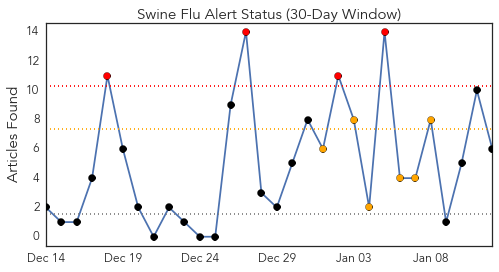 Swine Flu Alert Status (30-Day Window)
Articles Found
14
12
10
8
6
4
2
0
Dec 14
Dec 19
Dec 24
Dec 29
Jan 03
Jan 08